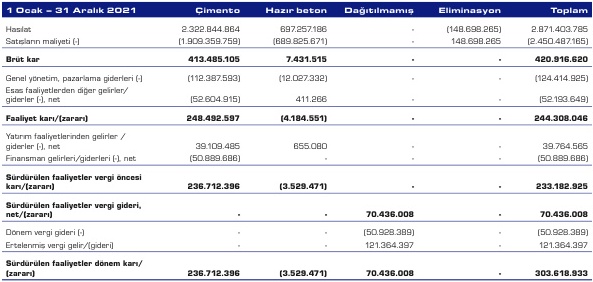 1 Ocak – 31 Aralık 2021 Çimento Hazır beton Dağıtılmamış Eliminasyon Toplam
Hasılat 2.322.844.864 697.257.186 - (148.698.265) 2.871.403.785
Satışların maliyeti (-) (1.909.359.759) (689.825.671) - 148.698.265 (2.450.487.165)
Brüt kar 413.485.105 7.431.515 - - 420.916.620
Genel yönetim, pazarlama giderleri (-) (112.387.593) (12.027.332) - - (124.414.925)
Esas faaliyetlerden diğer gelirler/
giderler (-), net (52.604.915) 411.266 - - (52.193.649)
Faaliyet karı/(zararı) 248.492.597 (4.184.551) - - 244.308.046
Yatırım faaliyetlerinden gelirler /
giderler (-), net 39.109.485 655.080 - - 39.764.565
Finansman gelirleri/giderleri (-), net (50.889.686) - - - (50.889.686)
Sürdürülen faaliyetler vergi öncesi
karı/(zararı) 236.712.396 (3.529.471) - - 233.182.925
Sürdürülen faaliyetler vergi gideri,
net/(zararı) - - 70.436.008 - 70.436.008
Dönem vergi gideri (-) - - (50.928.389) - (50.928.389)
Ertelenmiş vergi gelir/(gideri) - - 121.364.397 - 121.364.397
Sürdürülen faaliyetler dönem karı/
(zararı) 236.712.396 (3.529.471) 70.436.008 - 303.618.933